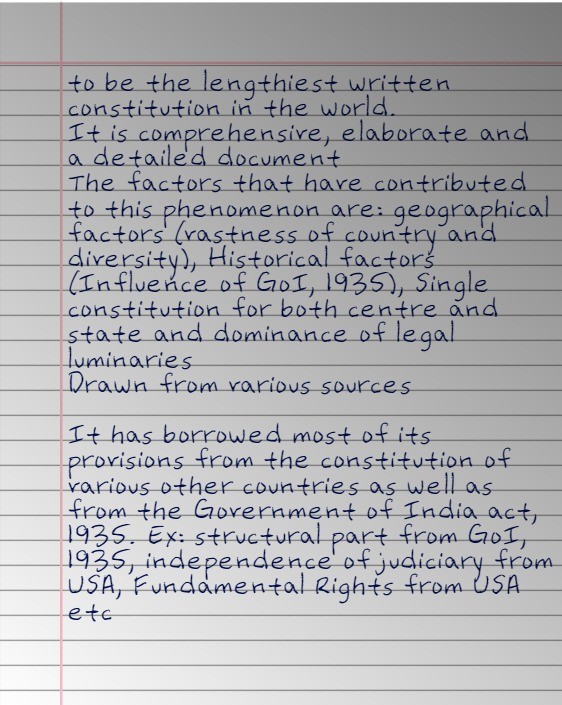 to be the lengthiest written
constitution in the world.
It is comprehensive, elaborate and
a detailed document
The factors that have contributed
to this phenomenon are: geographical
factors (vastness of country and
diversity), Historical factors
(Influence of GoI, 1935), Single
constitution for both centre and
state and dominance of legal
luminaries
Drawn from various sources

It has borrowed most of its
provisions from the constitution of
various other countries as well as
from the Government of India act,
1935. Ex: structural part from GoI,
1935, independence of judiciary from
USA, Fundamental Rights from USA
etc